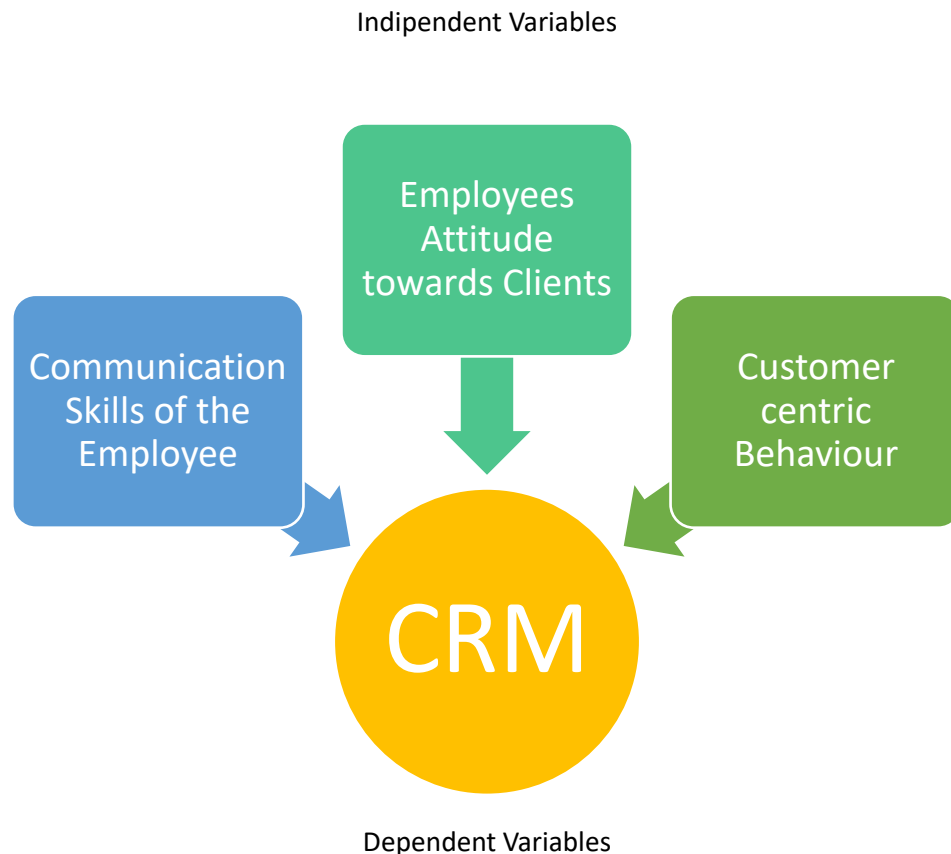 Indipendent Variables
Employees
Attitude
towards Clients
Communication
Skills of the
Employee
Customer
centric
Behaviour
CRM
Dependent Variables